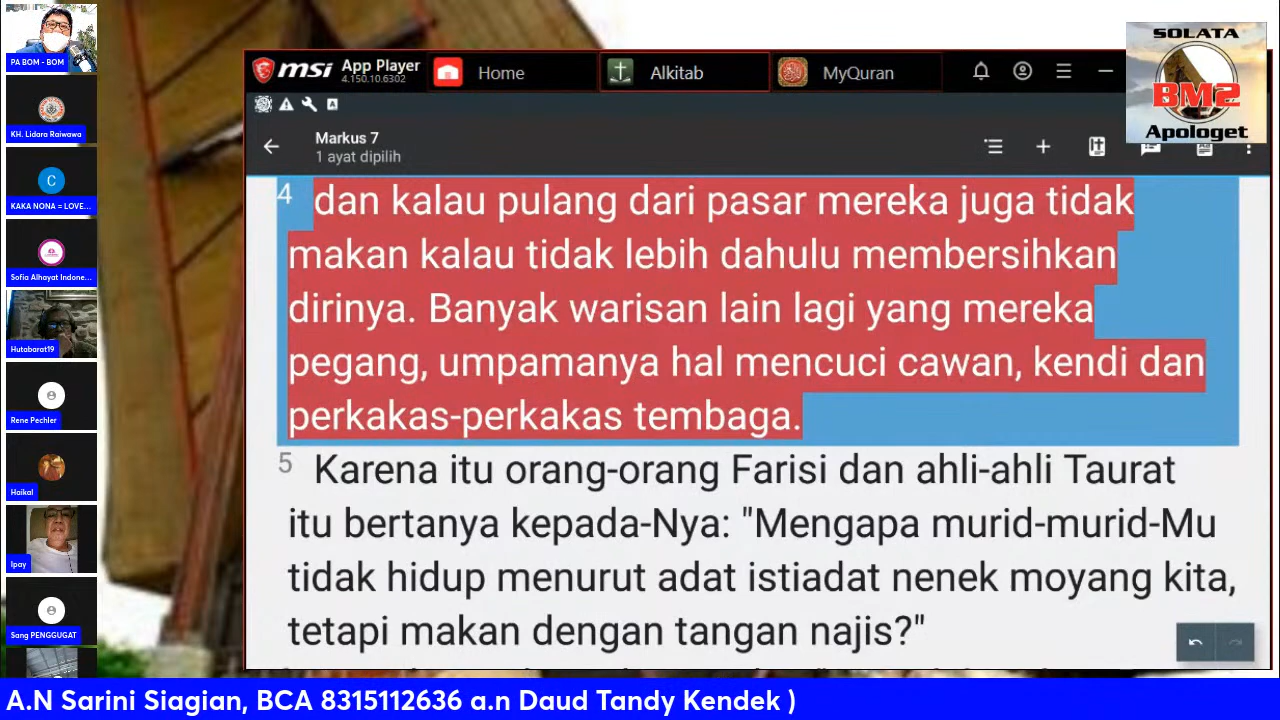 PA BOM - BOM
KH. Lidara Raiwawa
C
KAKA NONA = LOVE...
Sofia Alhayat Indone...
Hutabarat19
Rene Pechler
Haikal
Ipay
Sang PENGGUGAT
msi App Player
4.150.10.6302
Home
Alkitab
MyQuran
SOLATA
BM2
Apologet
Markus 7
1 ayat dipilih
4 dan kalau pulang dari pasar mereka juga tidak
makan kalau tidak lebih dahulu membersihkan
dirinya. Banyak warisan lain lagi yang mereka
pegang, umpamanya hal mencuci cawan, kendi dan
perkakas-perkakas tembaga.
5 Karena itu orang-orang Farisi dan ahli-ahli Taurat
itu bertanya kepada-Nya: "Mengapa murid-murid-Mu
tidak hidup menurut adat istiadat nenek moyang kita,
tetapi makan dengan tangan najis?"
A.N Sarini Siagian, BCA 8315112636 a.n Daud Tandy Kendek )